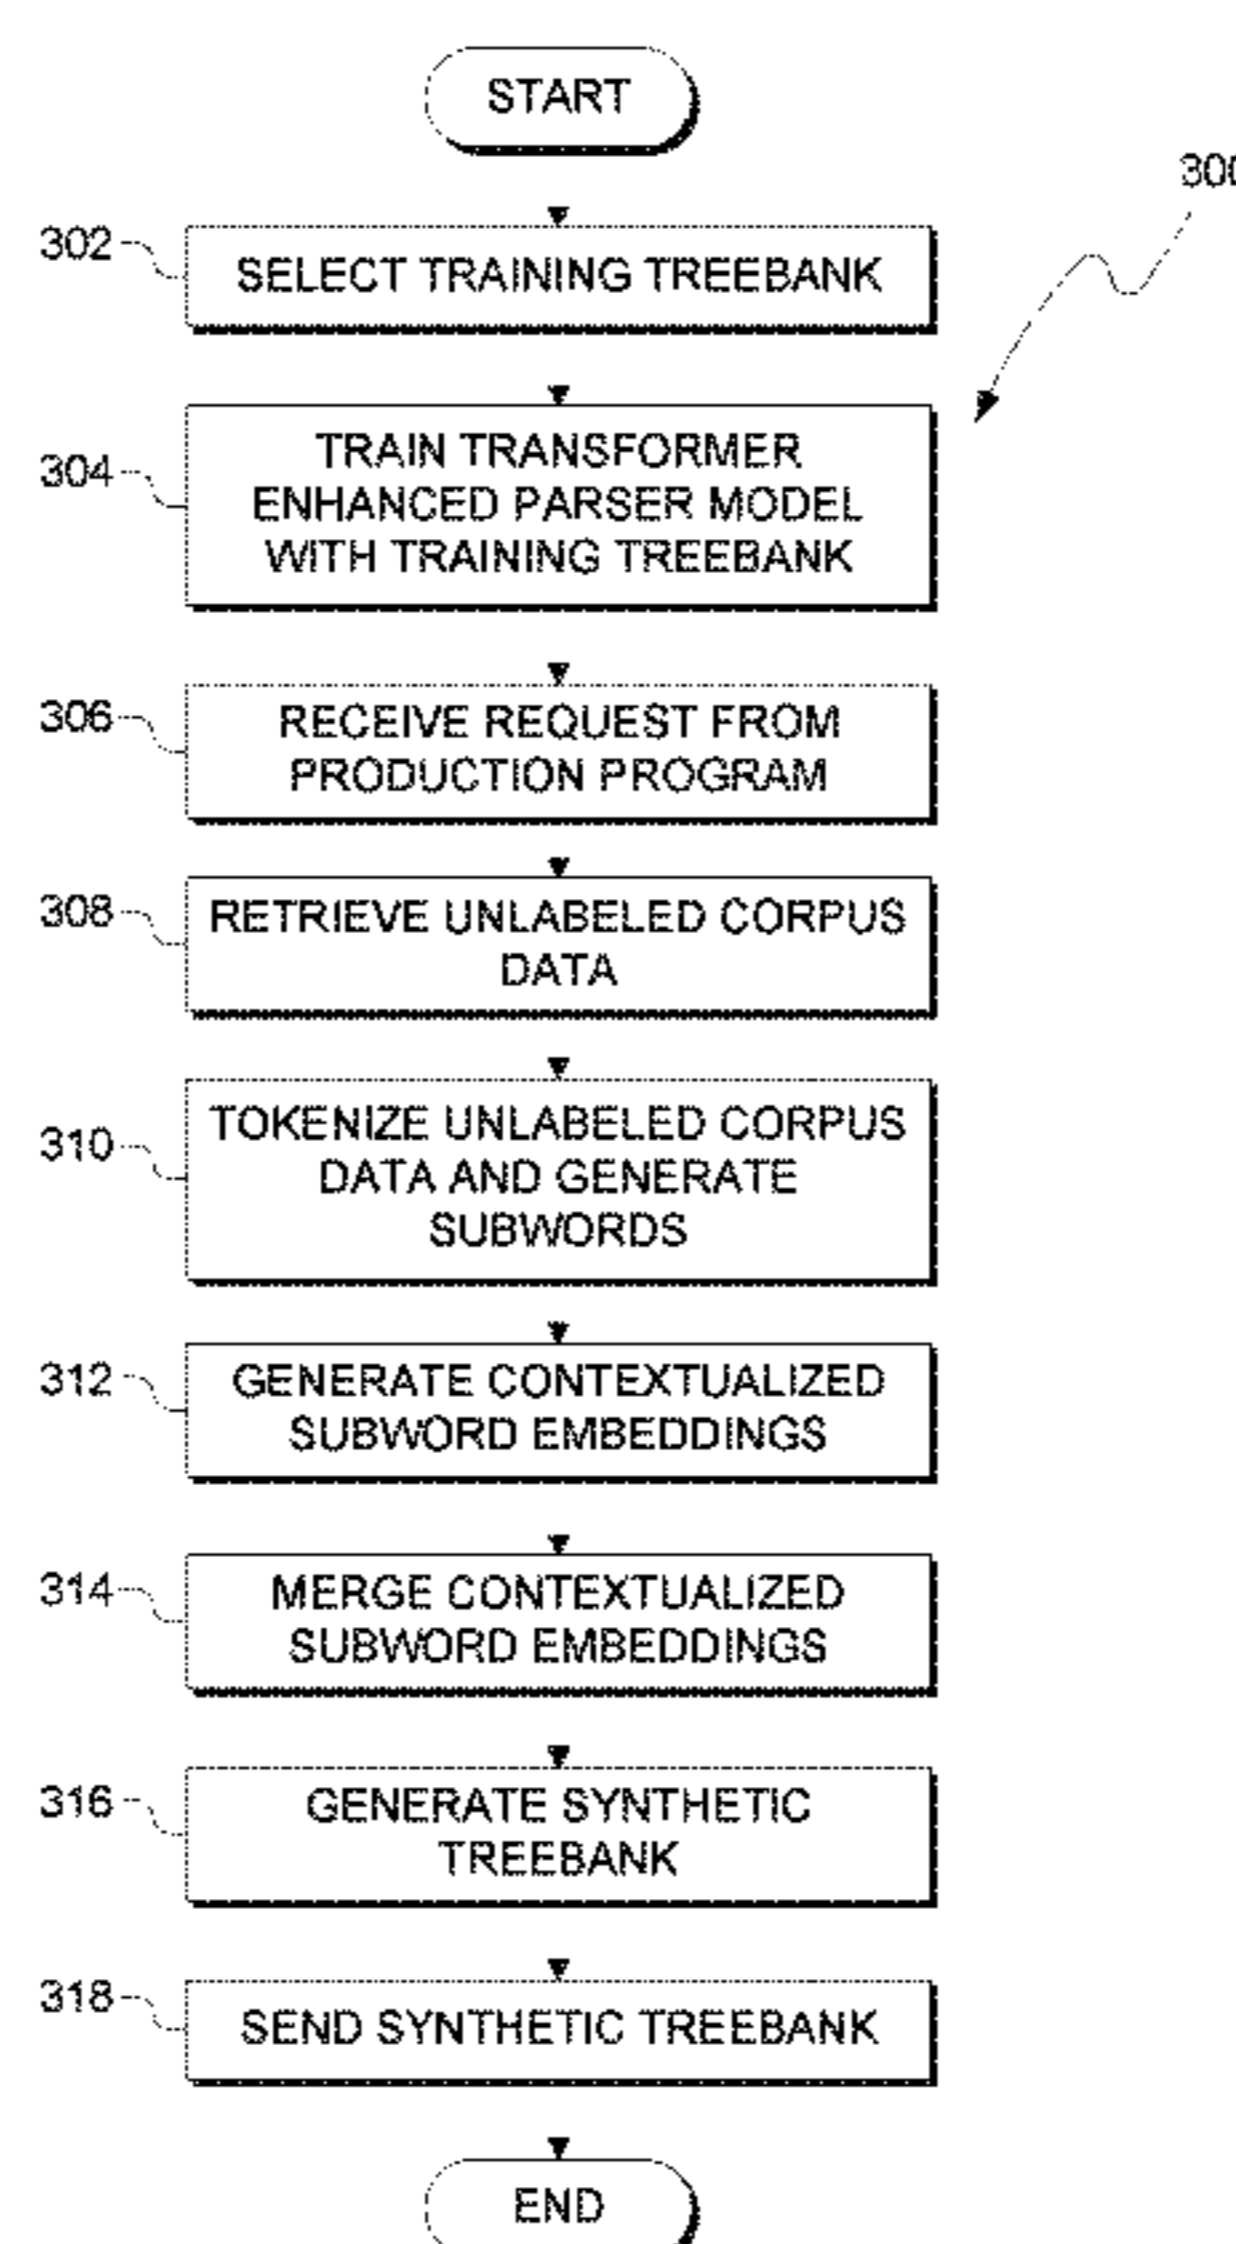 START
300
302
SELECT TRAINING TREEBANK
304
TRAIN TRANSFORMER
ENHANCED PARSER MODEL
WITH TRAINING TREEBANK
306
RECEIVE REQUEST FROM
PRODUCTION PROGRAM
308
RETRIEVE UNLABELED CORPUS
DATA
310
TOKENIZE UNLABELED CORPUS
DATA AND GENERATE
SUBWORDS
312
GENERATE CONTEXTUALIZED
SUBWORD EMBEDDINGS
314
MERGE CONTEXTUALIZED
SUBWORD EMBEDDINGS
316
GENERATE SYNTHETIC
TREEBANK
318
SEND SYNTHETIC TREEBANK
END